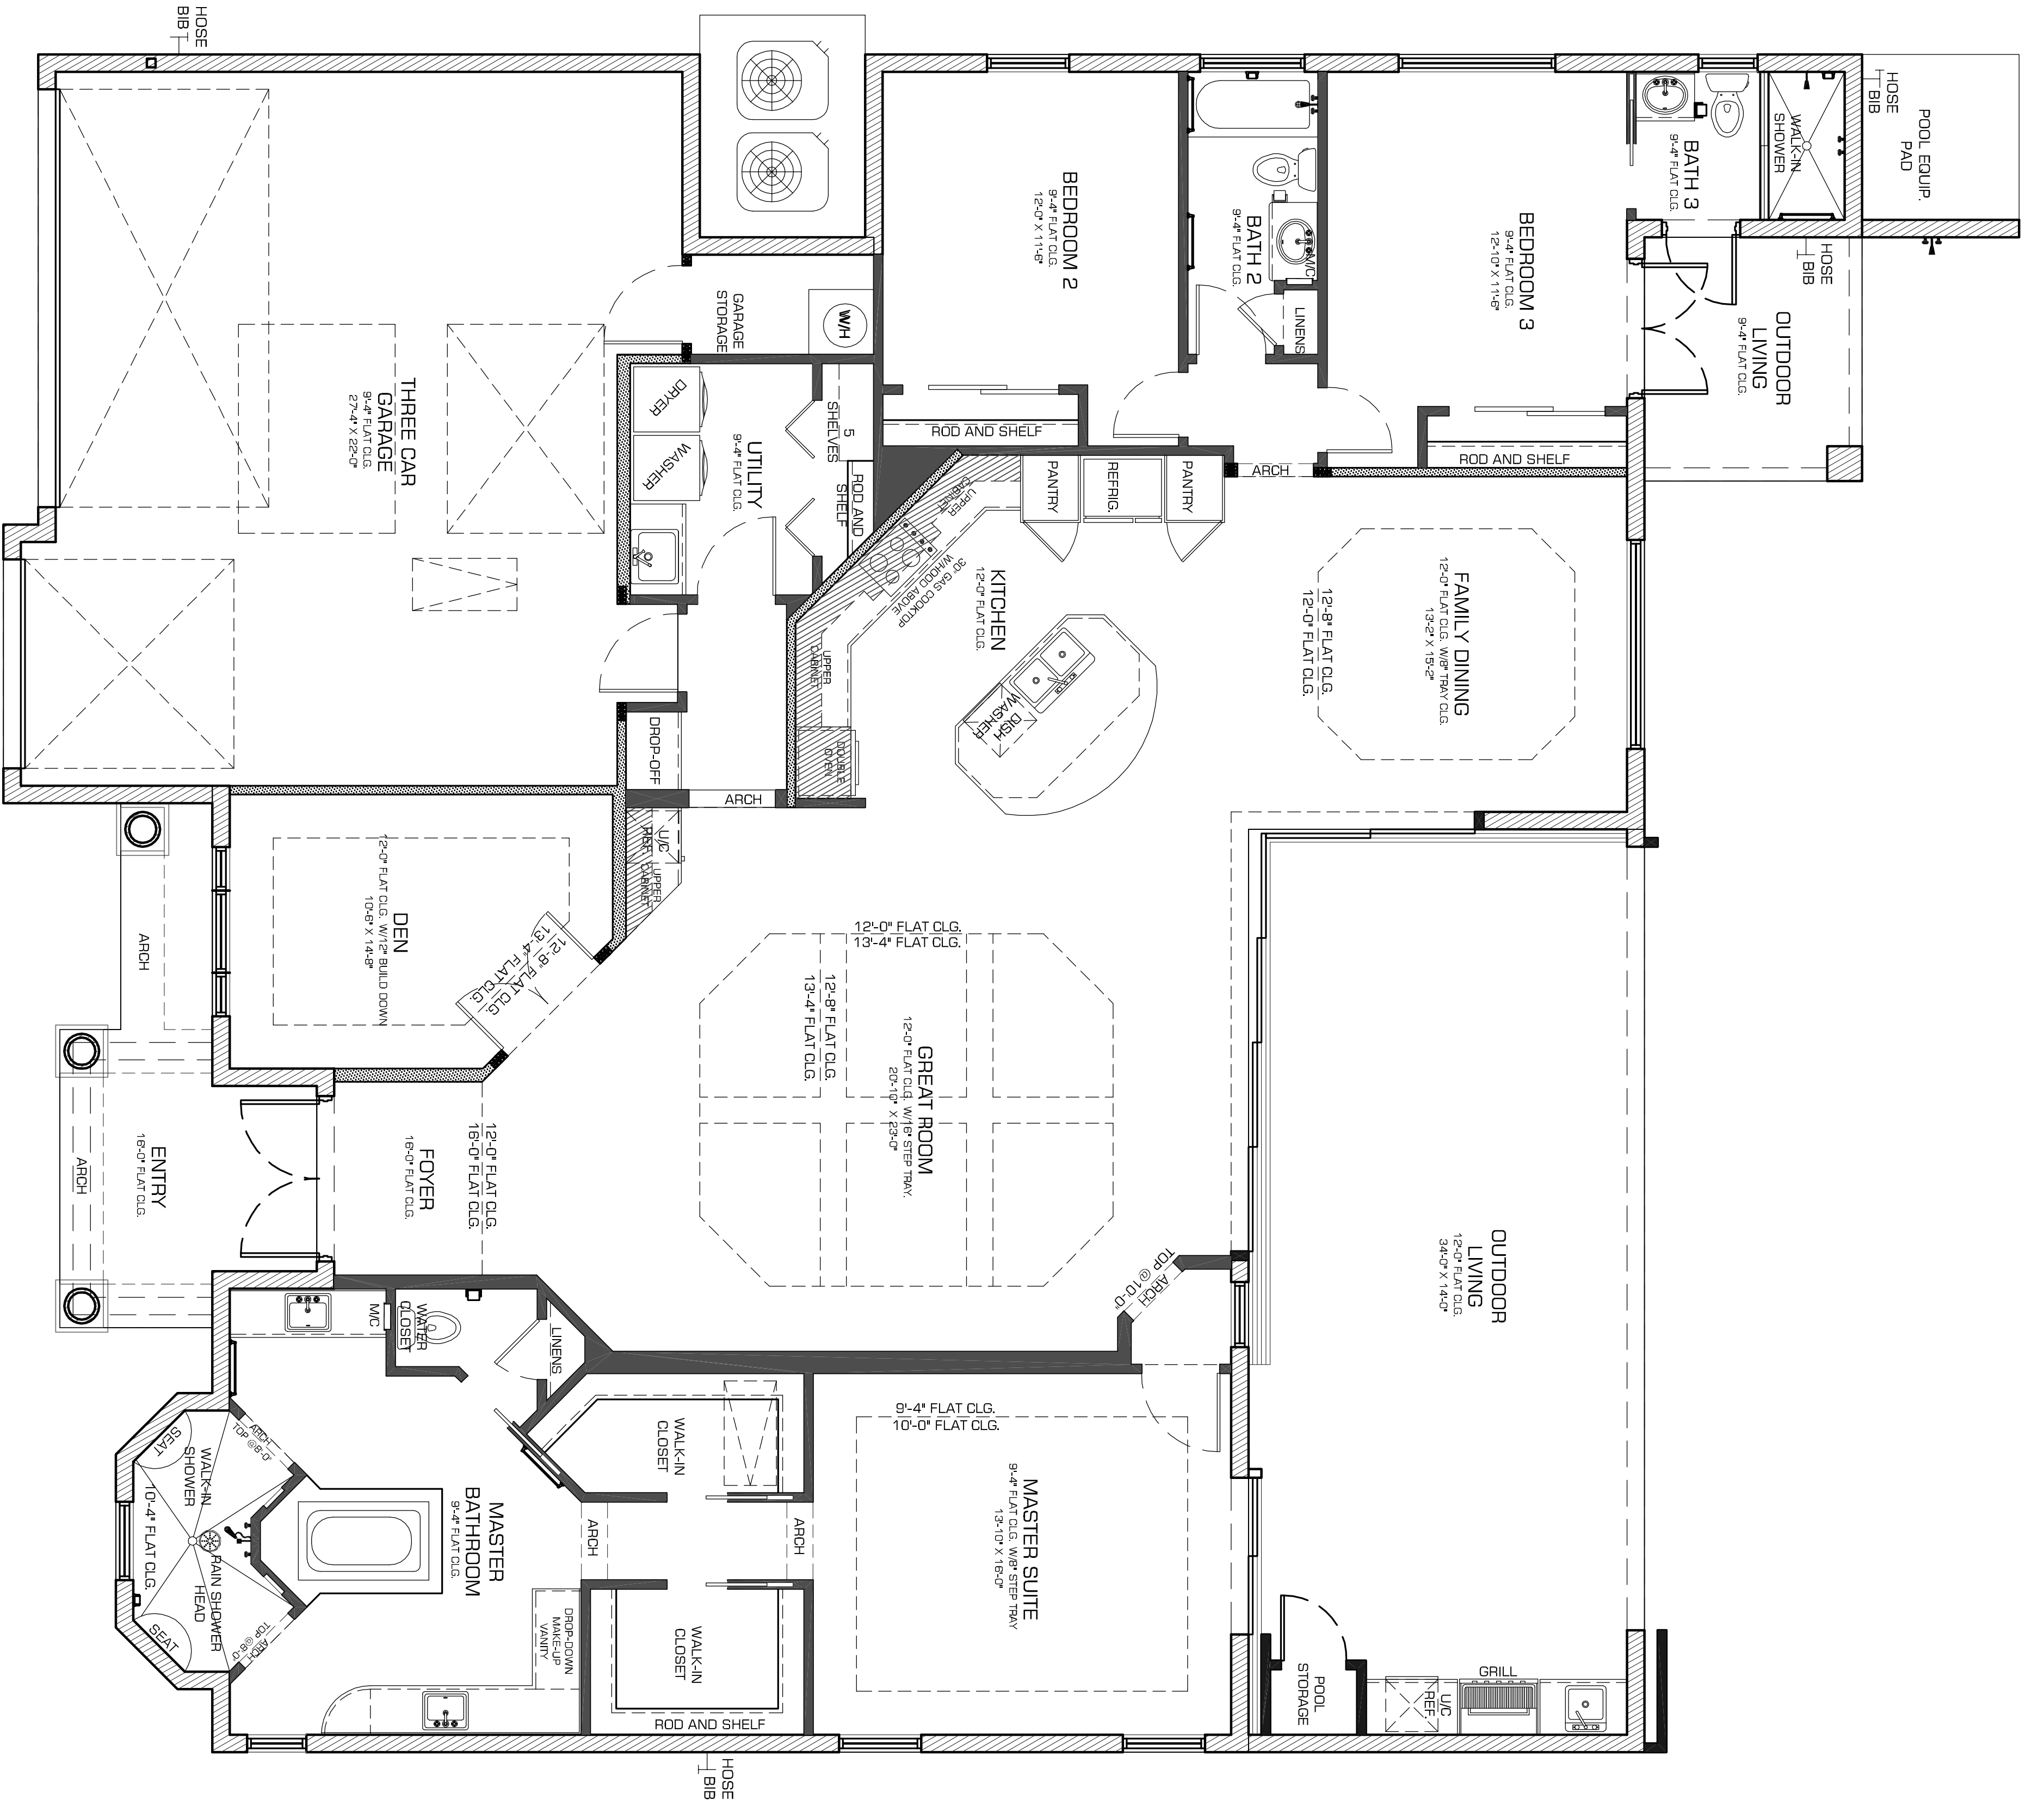 HOSE
BIB
HOSE
BIB
POOL EQUIP.
PAD
WALK-IN
SHOWER
BATH 3
9'-4" FLAT CLG.
HOSE
BIB
OUTDOOR
LIVING
9'-4" FLAT CLG.
BEDROOM 3
9'-4" FLAT CLG.
12'-10" X 11'-6"
ROD AND SHELF
BATH 2
9'-4" FLAT CLG.
M/C
LINENS
BEDROOM 2
9'-4" FLAT CLG.
12'-0" X 11'-6"
ROD AND SHELF
ARCH
GARAGE
STORAGE
W/H
THREE CAR
GARAGE
9'-4" FLAT CLG.
27'-4" X 22'-0"
DRYER
WASHER
UTILITY
9'-4" FLAT CLG.
5
SHELVES
ROD AND
SHELF
PANTRY
REFRIG.
PANTRY
UPPER
CABINET
30" GAS COOKTOP
W/HOOD ABOVE
KITCHEN
12'-0" FLAT CLG.
UPPER
CABINET
DOUBLE
OVEN
DISH
WASHER
FAMILY DINING
12'-0" FLAT CLG. W/8" TRAY CLG.
13'-2" X 15'-2"
12'-8" FLAT CLG.
12'-0" FLAT CLG.
DROP-OFF
ARCH
U/C
REF.
UPPER
CABINET
DEN
12'-0" FLAT CLG. W/12" BUILD DOWN
10'-6" X 14'-8"
12'-8" FLAT CLG.
13'-4" FLAT CLG.
ARCH
ENTRY
16'-0" FLAT CLG.
ARCH
FOYER
16'-0" FLAT CLG.
12'-0" FLAT CLG.
16'-0" FLAT CLG.
12'-0" FLAT CLG.
13'-4" FLAT CLG.
12'-8" FLAT CLG.
13'-4" FLAT CLG.
GREAT ROOM
12'-0" FLAT CLG. W/16" STEP TRAY.
20'-10" X 23'-0"
OUTDOOR
LIVING
12'-0" FLAT CLG.
34'-0" X 14'-0"
ARCH
TOP @10'-0"
M/C
WATER
CLOSET
LINENS
WALK-IN
CLOSET
9'-4" FLAT CLG.
10'-0" FLAT CLG.
MASTER SUITE
9'-4" FLAT CLG. W/8" STEP TRAY
13'-10" X 16'-0"
ARCH
TOP @8'-0"
SEAT
WALK-IN
SHOWER
10'-4" FLAT CLG.
RAIN SHOWER
HEAD
SEAT
ARCH
TOP @8'-0"
MASTER
BATHROOM
9'-4" FLAT CLG.
ARCH
ARCH
DROP-DOWN
MAKE-UP
VANITY
WALK-IN
CLOSET
ROD AND SHELF
POOL
STORAGE
U/C
REF.
GRILL
HOSE
BIB